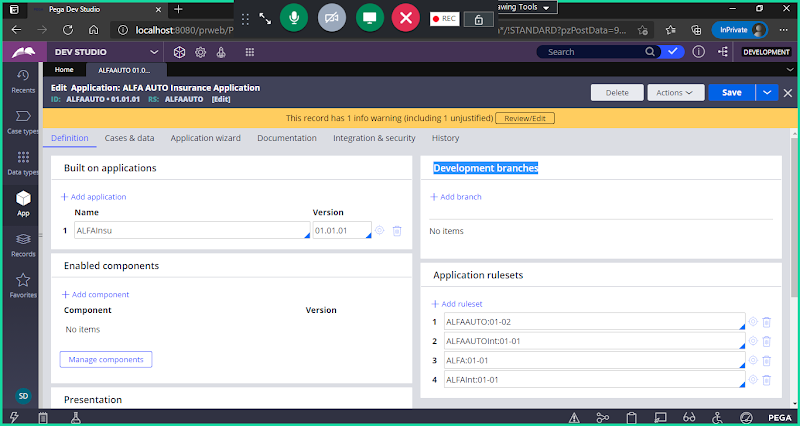 Pega Dev Studio
awing Tools
REC
localhost:8080/prweb/P
*/!STANDARD?pzPostData=9...
InPrivate
DEV STUDIO
Search
DEVELOPMENT
Home
ALFAAUTO 01.0...
Recents
Case types
Data types
App
Records
Favorites
SD
Edit Application: ALFA AUTO Insurance Application
ID: ALFAAUTO • 01.01.01 RS: ALFAAUTO [Edit]
Delete
Actions
Save
This record has 1 info warning (including 1 unjustified) Review/Edit
Definition Cases & data Application wizard Documentation Integration & security History
Built on applications
+ Add application
Name Version
1 ALFAInsu 01.01.01
Enabled components
+ Add component
Component Version
No items
Manage components
Presentation
Development branches
+ Add branch
No items
Application rulesets
+ Add ruleset
1 ALFAAUTO:01-02
2 ALFAAUTOInt:01-01
3 ALFA:01-01
4 ALFAInt:01-01
PEGA